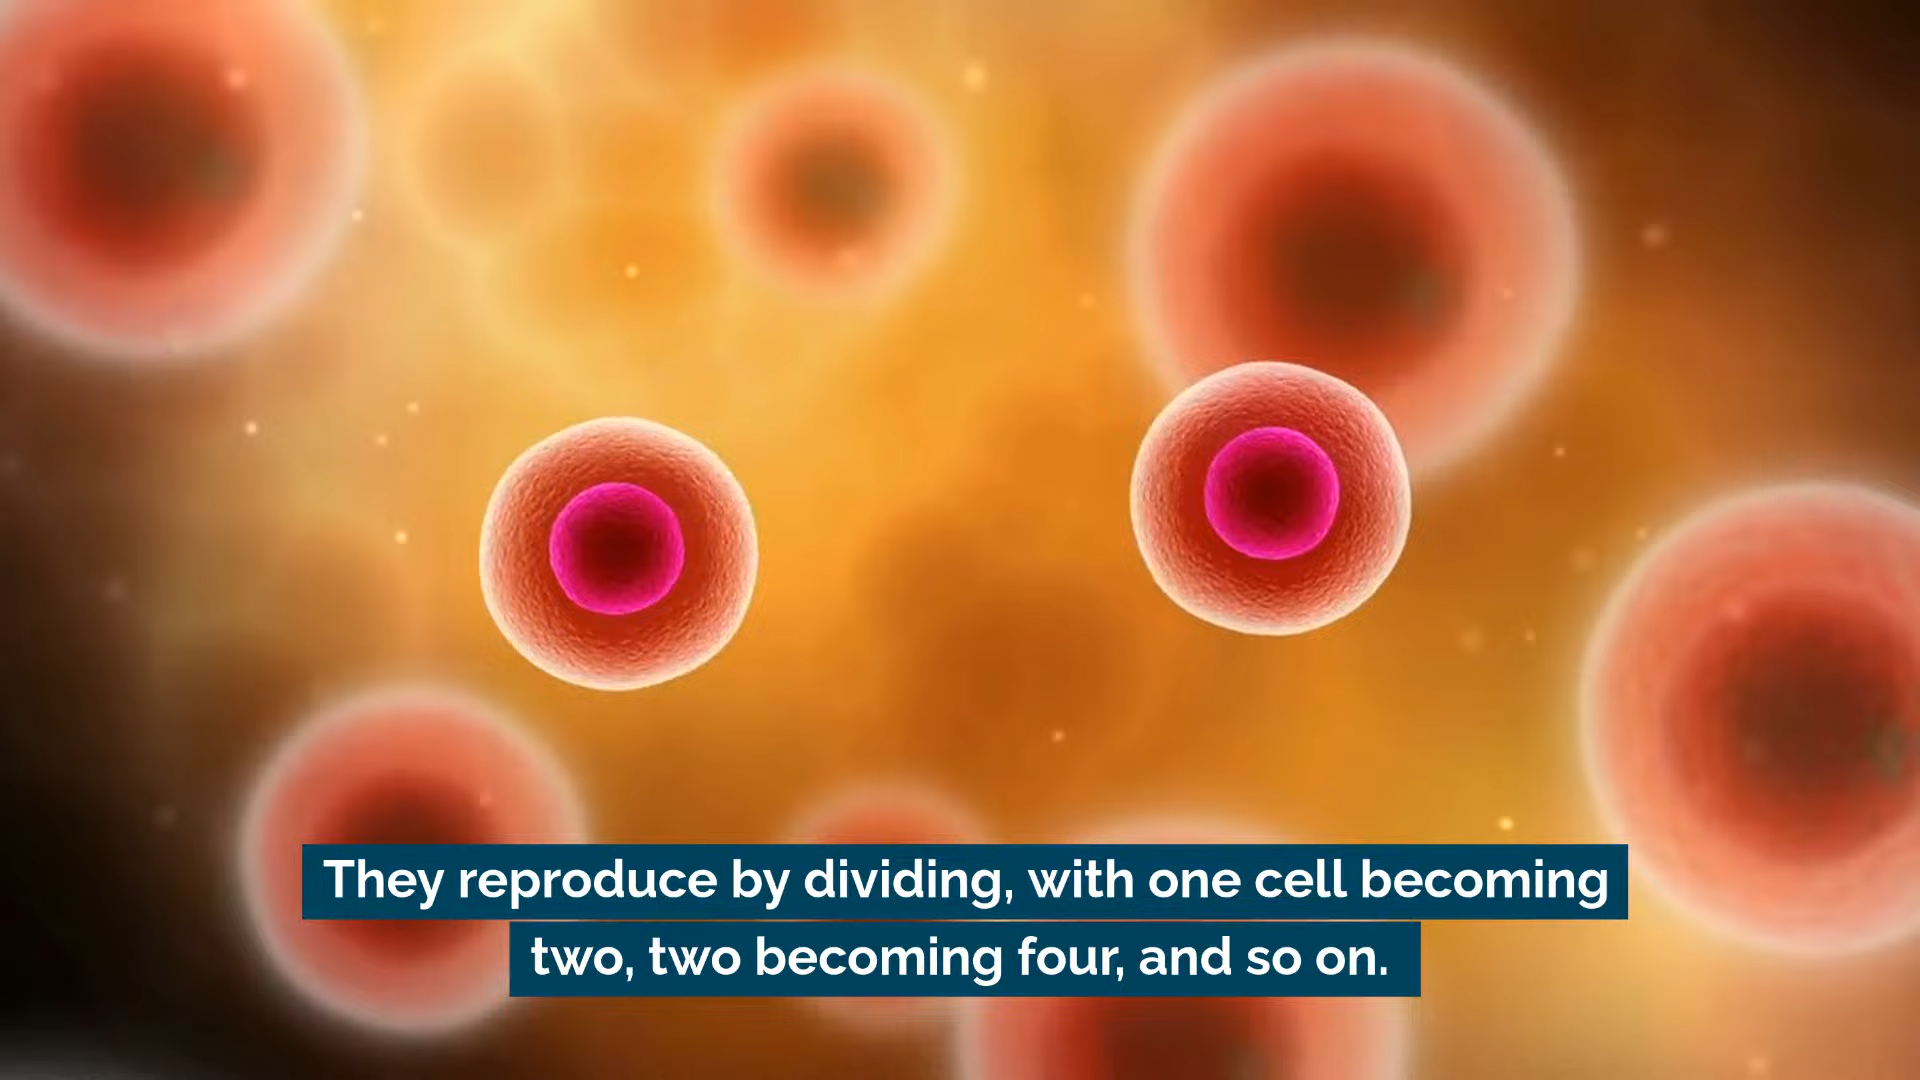 They reproduce by dividing, with one cell becoming
two, two becoming four, and so on.